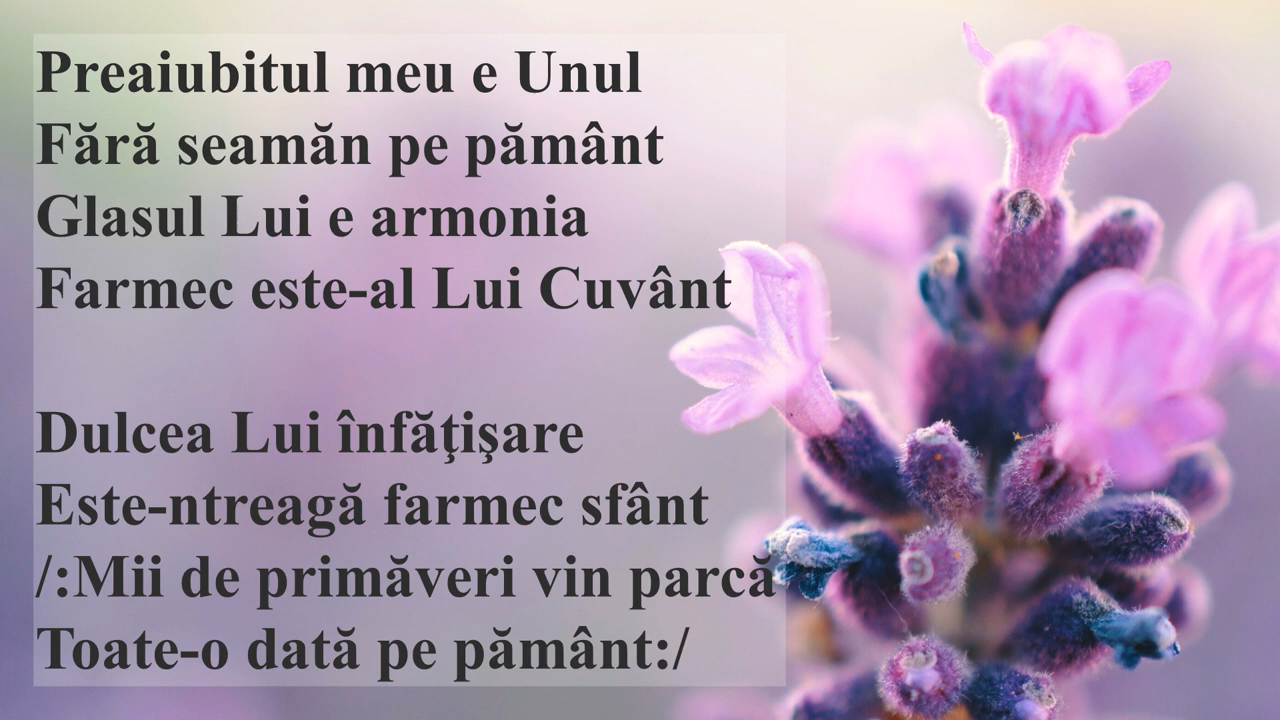 Preaiubitul meu e Unul
Fără seamăn pe pământ
Glasul Lui e armonia
Farmec este-al Lui Cuvânt
Dulcea Lui înfăţişare
Este-ntreagă farmec sfânt
/:Mii de primăveri vin parcă
Toate-o dată pe pământ:/